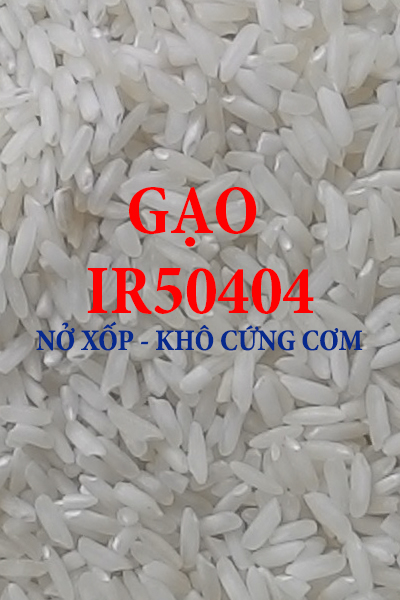 GẠO
IR50404
NỞ XỐP - KHÔ CỨNG CƠM